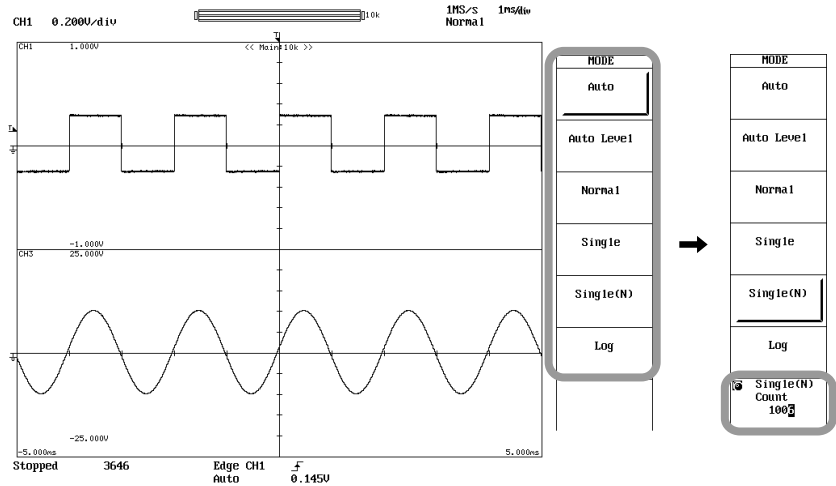 CH1 0.200V/div
10k
1MS/s 1ms/div
Normal
CH1 1.000V
<< Main:10k >>
T
-1.000V
CH3 25.000V
-25.000V
-5.000ms 5.000ms
Stopped 3646 Edge CH1
Auto 0.145V
MODE
Auto
Auto Level
Normal
Single
Single(N)
Log
MODE
Auto
Auto Level
Normal
Single
Single(N)
Log
Single(N)
Count
1006